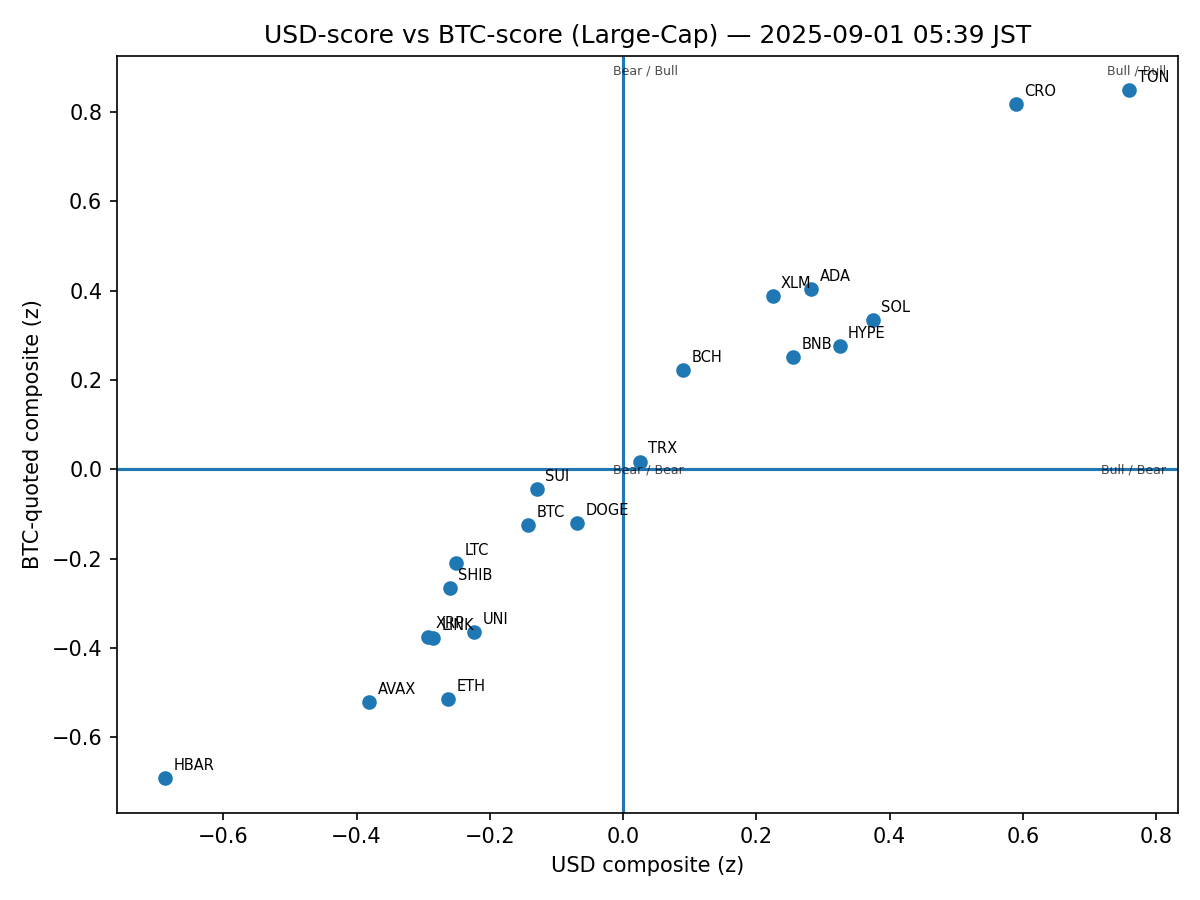 USD-score vs BTC-score (Large-Cap) — 2025-09-01 05:39 JST
Bear / Bull
Bull / Bull
TON
CRO
0.8
0.6
ADA
XLM
0.4
SOL
HYPE
BNB
BCH
0.2
TRX
0.0
Bear / Bear
Bull / Bear
SUI
BTC
DOGE
−0.2
LTC
SHIB
XRP
LINK
UNI
−0.4
AVAX
ETH
−0.6
HBAR
BTC-quoted composite (z)
−0.6
−0.4
−0.2
0.0
0.2
0.4
0.6
0.8
USD composite (z)